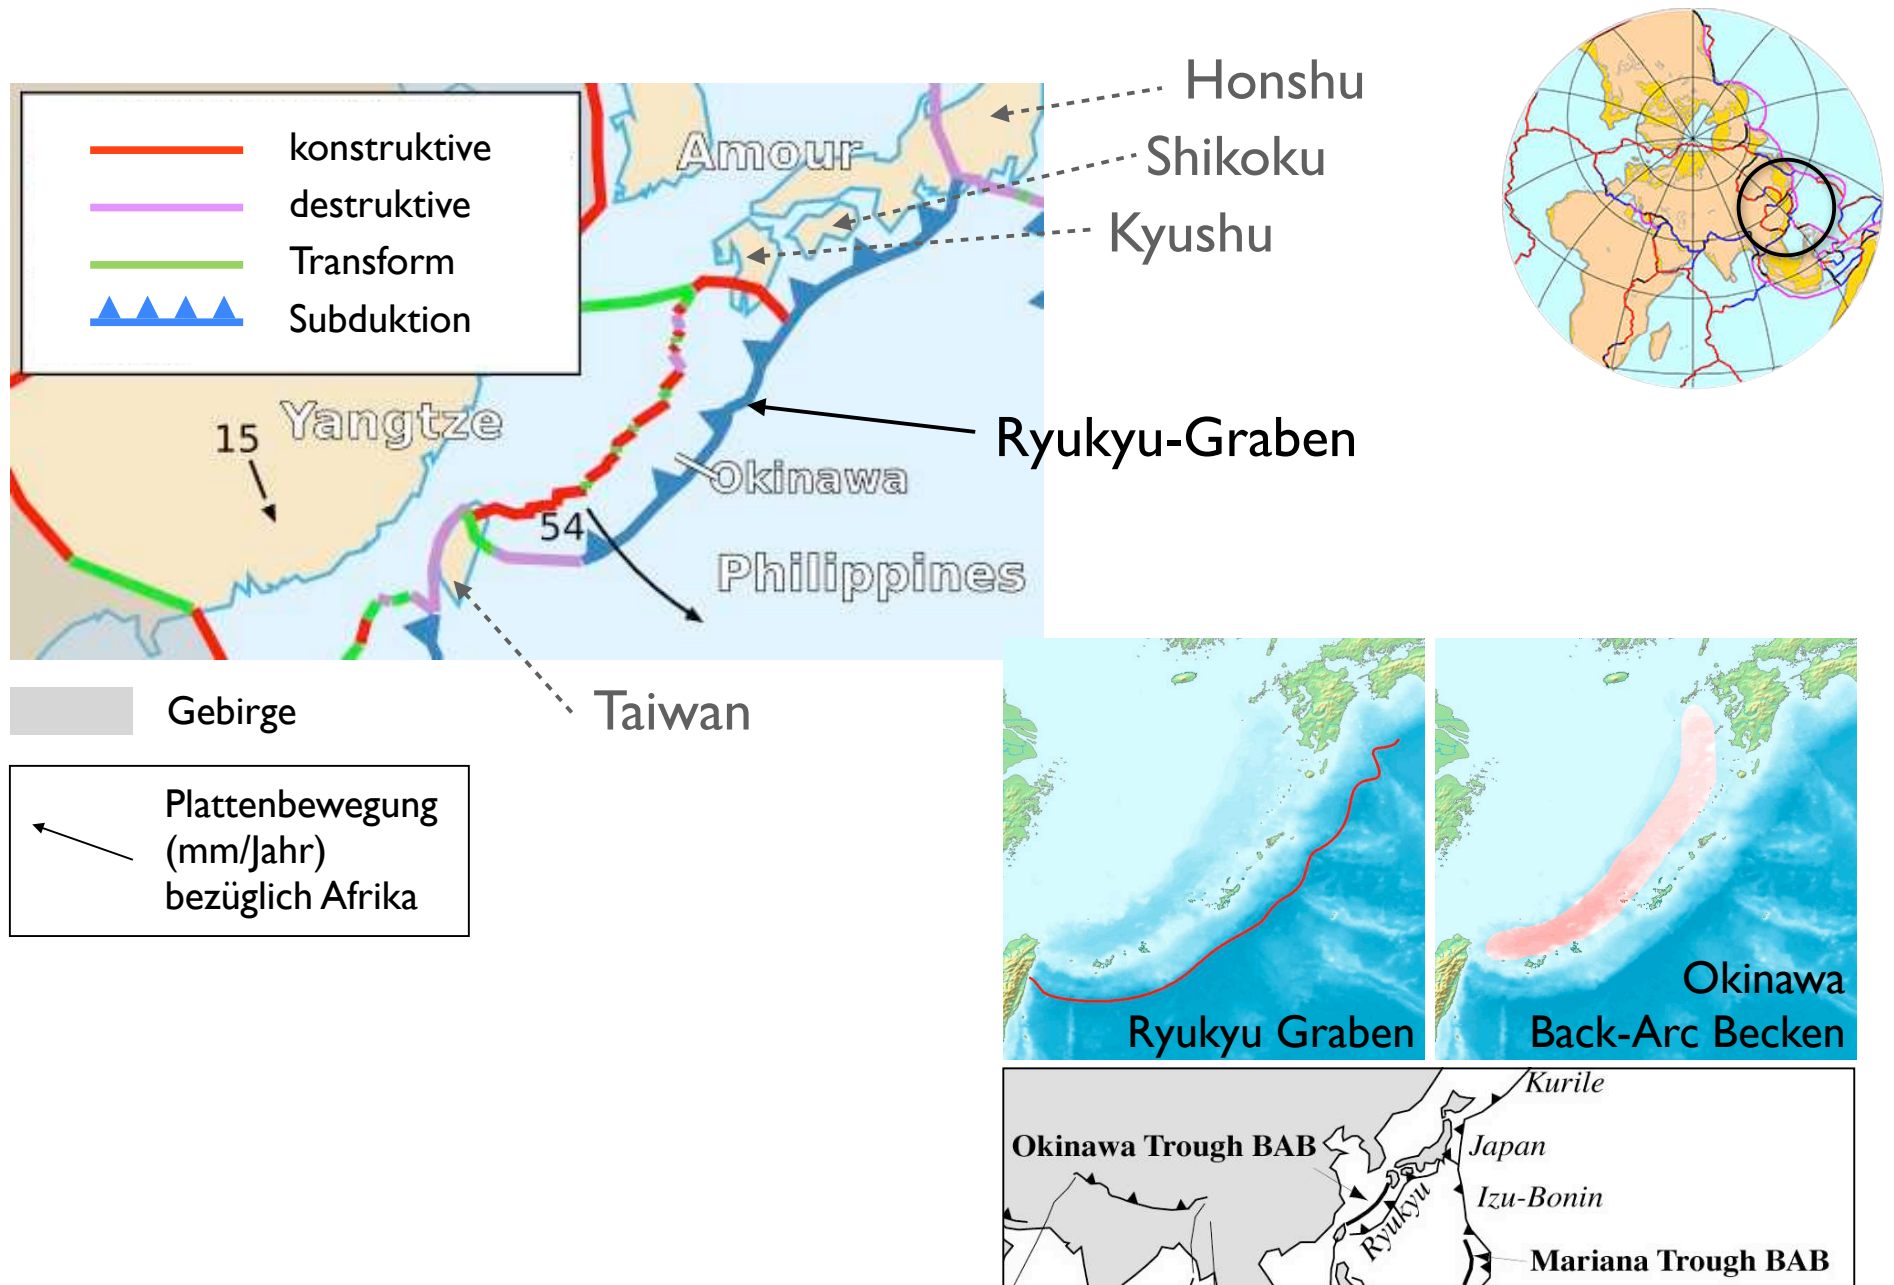 konstruktive
destruktive
Transform
Subduktion
Amour
Honshu
Shikoku
Kyushu
Yangtze
15
Okinawa
54
Philippines
Ryukyu-Graben
Taiwan
Gebirge
Plattenbewegung
(mm/Jahr)
bezüglich Afrika
Ryukyu Graben
Okinawa
Back-Arc Becken
Kurile
Okinawa Trough BAB
Japan
Izu-Bonin
Ryukyu
Mariana Trough BAB